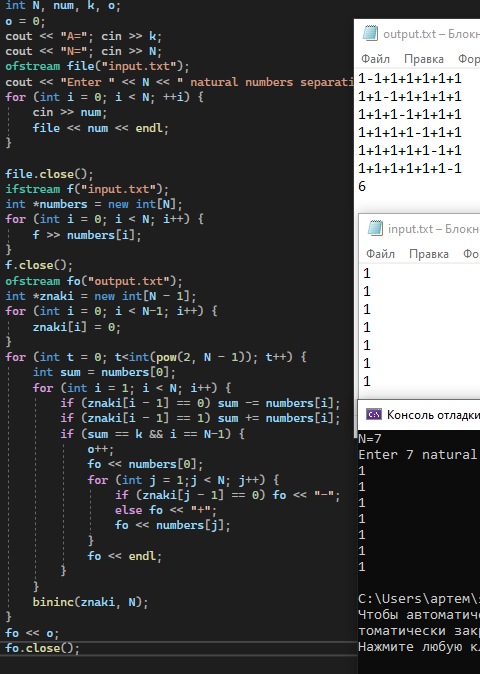 int N, num, k, o;
o = 0;
cout << "A="; cin >> k;
cout << "N="; cin >> N;
ofstream file("input.txt");
cout << "Enter " << N << " natural numbers separati
for (int i = 0; i < N; ++i) {
cin >> num;
file << num << endl;
}
file.close();
ifstream f("input.txt");
int *numbers = new int[N];
for (int i = 0; i < N; i++) {
f >> numbers[i];
}
f.close();
ofstream fo("output.txt");
int *znaki = new int[N - 1];
for (int i = 0; i < N-1; i++) {
znaki[i] = 0;
}
for (int t = 0; t<int(pow(2, N - 1)); t++) {
int sum = numbers[0];
for (int i = 1; i < N; i++) {
if (znaki[i - 1] == 0) sum -= numbers[i];
if (znaki[i - 1] == 1) sum += numbers[i];
if (sum == k && i == N-1) {
o++;
fo << numbers[0];
for (int j = 1;j < N; j++) {
if (znaki[j - 1] == 0) fo << "-";
else fo << "+";
fo << numbers[j];
}
fo << endl;
}
}
bininc(znaki, N);
}
fo << o;
fo.close();
output.txt – Блокн
Файл Правка Фор
1-1+1+1+1+1+1
1+1-1+1+1+1+1
1+1+1-1+1+1+1
1+1+1+1-1+1+1
1+1+1+1+1-1+1
1+1+1+1+1+1-1
6
input.txt – Блокн
Файл Правка Форм
1
1
1
1
1
1
1
Консоль отладки
N=7
Enter 7 natural
1
1
1
1
1
1
1
C:\Users\артем\s
Чтобы автоматиче
томатически закр
Нажмите любую кл